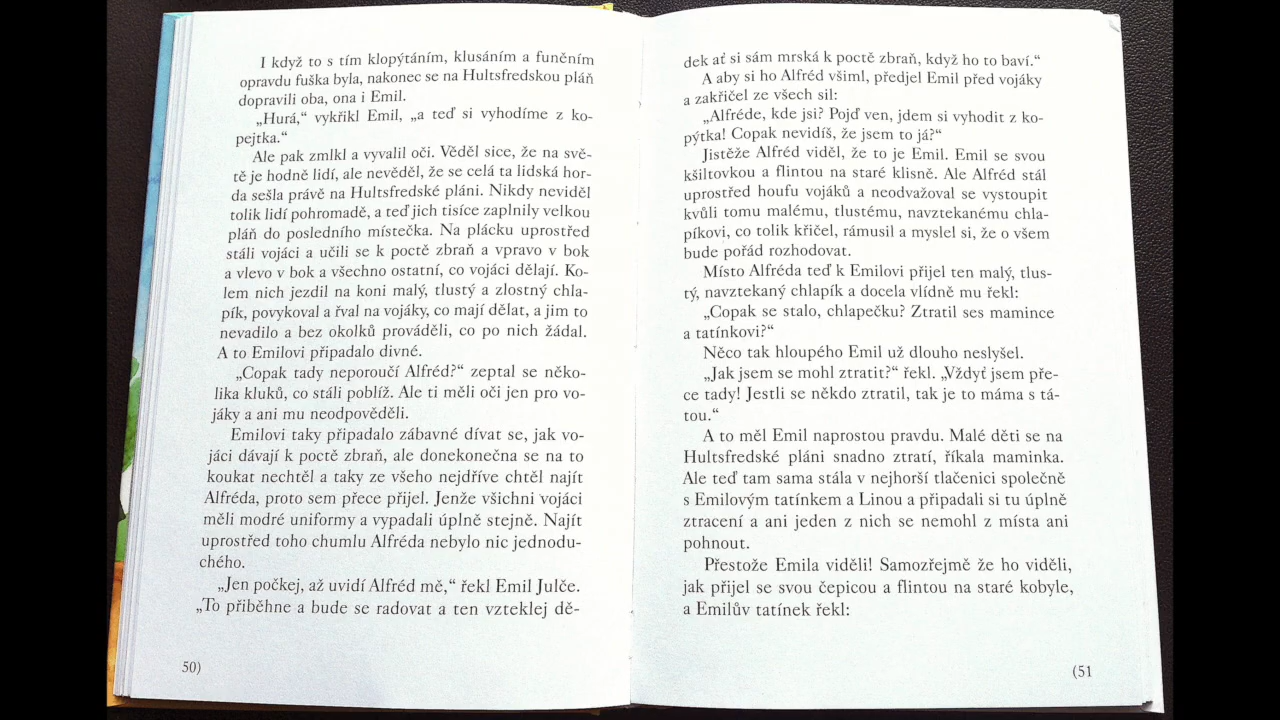 I když to s tím klopýtáním, klusáním a funěním
opravdu fuška byla, nakonec se na Hultsfredskou pláň
dopravili oba, ona i Emil.
„Hurá,“ vykřikl Emil, „a teď si vyhodíme z ko-
pejtka.“
Ale pak zmlkl a vyvalil oči. Věděl sice, že na svě-
tě je hodně lidí, ale nevěděl, že se celá ta lidská hor-
da sešla právě na Hultsfredské pláni. Nikdy neviděl
tolik lidí pohromadě, a teď jich tisíce zaplnily velkou
pláň do posledního místečka. Na plácku uprostřed
stáli vojáci a učili se k poctě zbraň a vpravo v bok
a vlevo v bok a všechno ostatní, co vojáci dělají. Ko-
lem nich jezdil na koni malý, tlustý a zlostný chla-
pík, povykoval a řval na vojáky, co mají dělat, a jim to
nevadilo a bez okolků prováděli, co po nich žádal.
A to Emilovi připadalo divné.
„Copak tady neporoučí Alfréd?“ zeptal se něko-
lika kluků, co stáli poblíž. Ale ti měli oči jen pro vo-
jáky a ani mu neodpověděli.
Emilovi taky připadalo zábavné dívat se, jak vo-
jáci dávají k poctě zbraň, ale donekonečna se na to
koukat nechtěl a taky ze všeho nejdříve chtěl najít
Alfréda, proto sem přece přijel. Jenže všichni vojáci
měli modré uniformy a vypadali úplně stejně. Najít
uprostřed toho chumlu Alfréda nebylo nic jednodu-
chého.
„Jen počkej, až uvidí Alfréd mě,“ řekl Emil Julče.
„To přiběhne a bude se radovat a ten vzteklej dě-
50)
dek ať si sám mrská k poctě zbraň, když ho to baví.“
A aby si ho Alfréd všiml, předjel Emil před vojáky
a zakřičel ze všech sil:
„Alfréde, kde jsi? Pojď ven, jdem si vyhodit z ko-
pýtka! Copak nevidíš, že jsem to já?“
Jistěže Alfréd viděl, že to je Emil. Emil se svou
kšiltovkou a flintou na staré klisně. Ale Alfréd stál
uprostřed houfu vojáků a neodvažoval se vystoupit
kvůli tomu malému, tlustému, navztekanému chla-
píkovi, co tolik křičel, rámusil a myslel si, že o všem
bude pořád rozhodovat.
Místo Alfréda teď k Emilovi přijel ten malý, tlus-
tý, navztekaný chlapík a docela vlídně mu řekl:
„Copak se stalo, chlapečku? Ztratil ses mamince
a tatínkovi?“
Něco tak hloupého Emil už dlouho neslyšel.
„Jak jsem se mohl ztratit?“ řekl. „Vždyť jsem pře-
ce tady! Jestli se někdo ztratil, tak je to máma s tá-
tou.“
A to měl Emil naprostou pravdu. Malé děti se na
Hultsfredské pláni snadno ztratí, říkala maminka.
Ale teď tam sama stála v nejhorší tlačenici společně
s Emilovým tatínkem a Linou a připadali si tu úplně
ztracení a ani jeden z nich se nemohl z místa ani
pohnout.
Přestože Emila viděli! Samozřejmě že ho viděli,
jak přijel se svou čepicou a flintou na staré kobyle,
a Emilův tatínek řekl:
(51